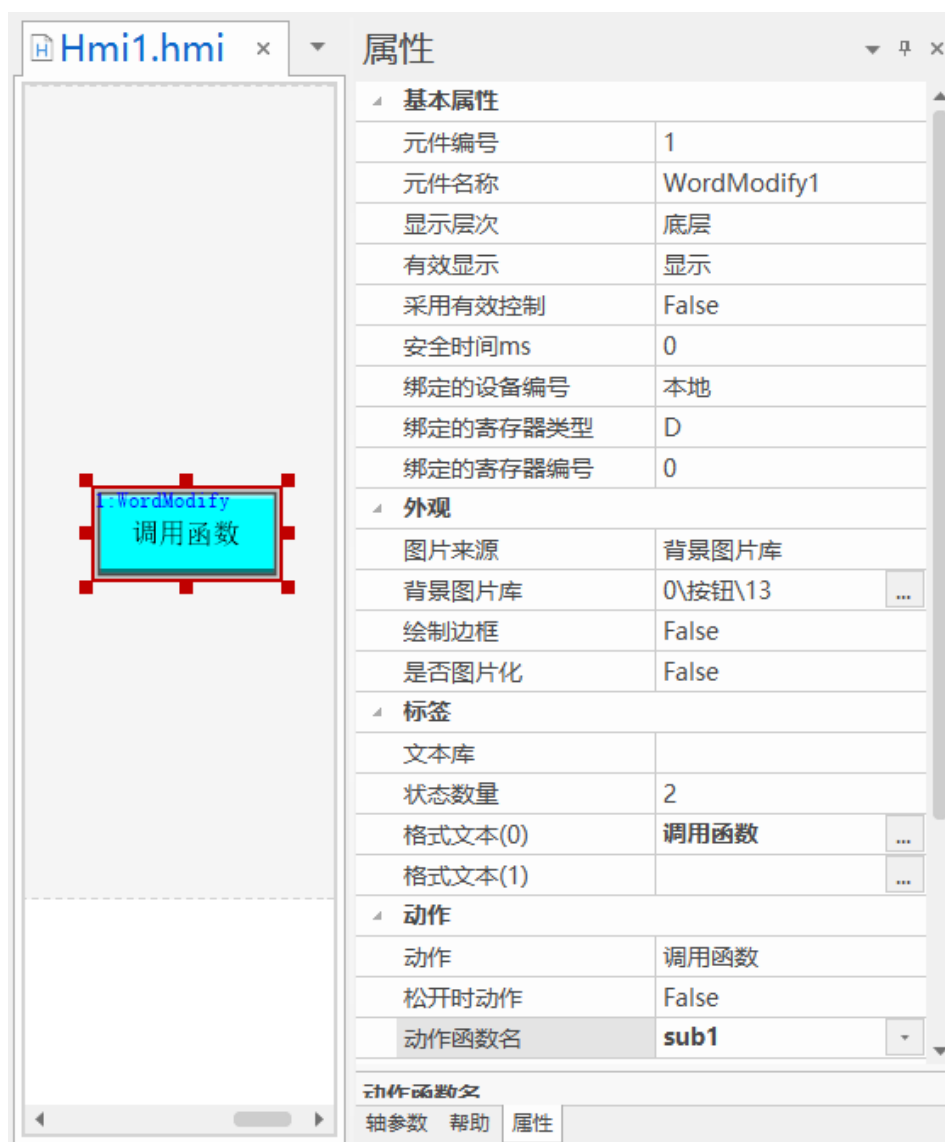 Hmi1.hmi
1:WordModify
调用函数
属性
基本属性
元件编号 1
元件名称 WordModify1
显示层次 底层
有效显示 显示
采用有效控制 False
安全时间ms 0
绑定的设备编号 本地
绑定的寄存器类型 D
绑定的寄存器编号 0
外观
图片来源 背景图片库
背景图片库 0\按钮\13 ...
绘制边框 False
是否图片化 False
标签
文本库
状态数量 2
格式文本(0) 调用函数 ...
格式文本(1) ...
动作
动作 调用函数
松开时动作 False
动作函数名 sub1
动作函数名
轴参数 帮助 属性